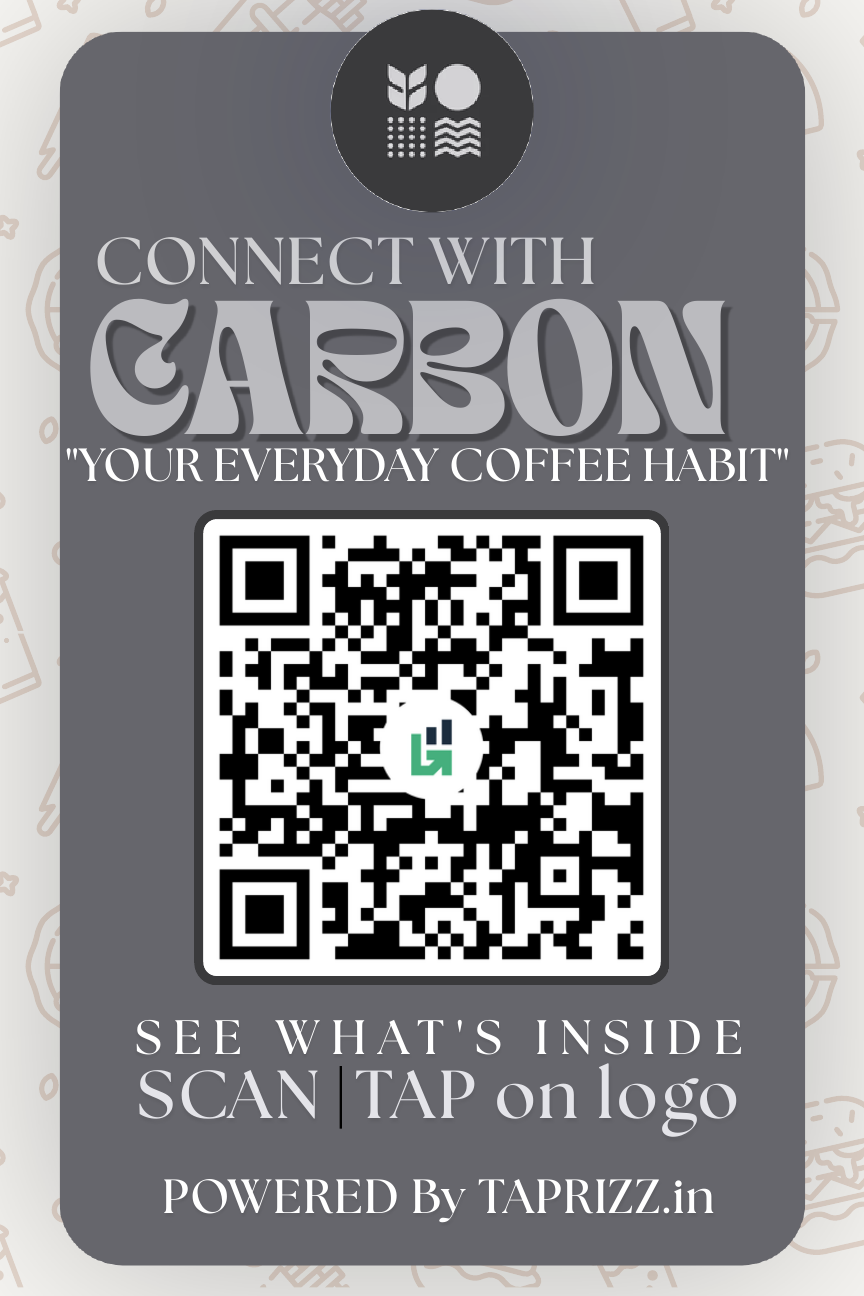 CONNECT WITH
CARBON
"YOUR EVERYDAY COFFEE HABIT"
SEE WHAT'S INSIDE
SCAN | TAP on logo
POWERED By TAPRIZZ.in